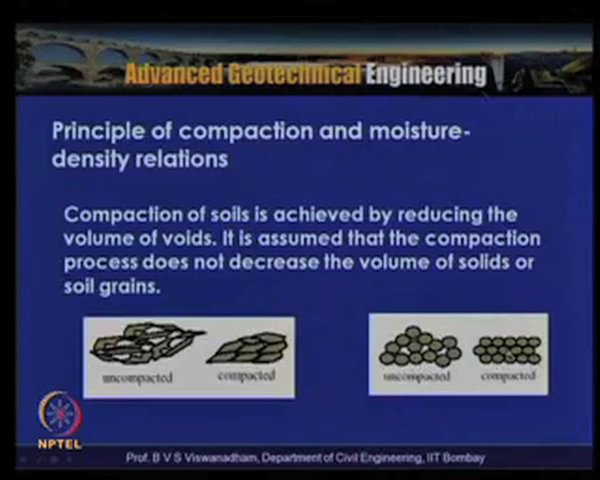 Advanced Geotechnical Engineering
Principle of compaction and moisture-
density relations
Compaction of soils is achieved by reducing the
volume of voids. It is assumed that the compaction
process does not decrease the volume of solids or
soil grains.
uncompacted
compacted
uncompacted
compacted
NPTEL
Prof. B V S Viswanadham, Department of Civil Engineering, IIT Bombay